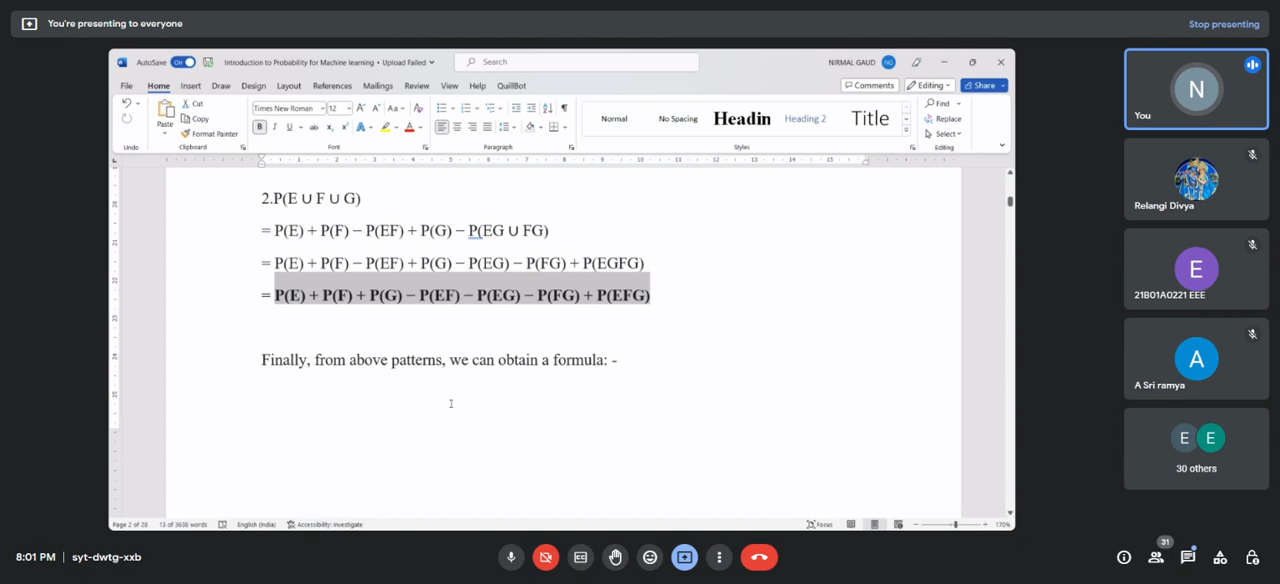 You're presenting to everyone
Stop presenting
AutoSave On Introduction to Probability for Machine learning • Upload Failed Search NIRMAL GAUD NG
File Home Insert Draw Design Layout References Mailings Review View Help QuillBot Comments Editing Share
Paste Cut Copy Format Painter
Times New Roman 12
Normal No Spacing Headin Heading 2 Title
Find Replace Select
Undo Clipboard Font Paragraph Styles Editing
2.P(E ∪ F ∪ G)
= P(E) + P(F) − P(EF) + P(G) − P(EG ∪ FG)
= P(E) + P(F) − P(EF) + P(G) − P(EG) − P(FG) + P(EGFG)
= P(E) + P(F) + P(G) − P(EF) − P(EG) − P(FG) + P(EFG)
Finally, from above patterns, we can obtain a formula: -
Page 2 of 28 13 of 3638 words English (India) Accessibility: Investigate Focus 170%
N
You
Relangi Divya
E
21B01A0221 EEE
A
A Sri ramya
E E
30 others
8:01 PM | syt-dwtg-xxb
31